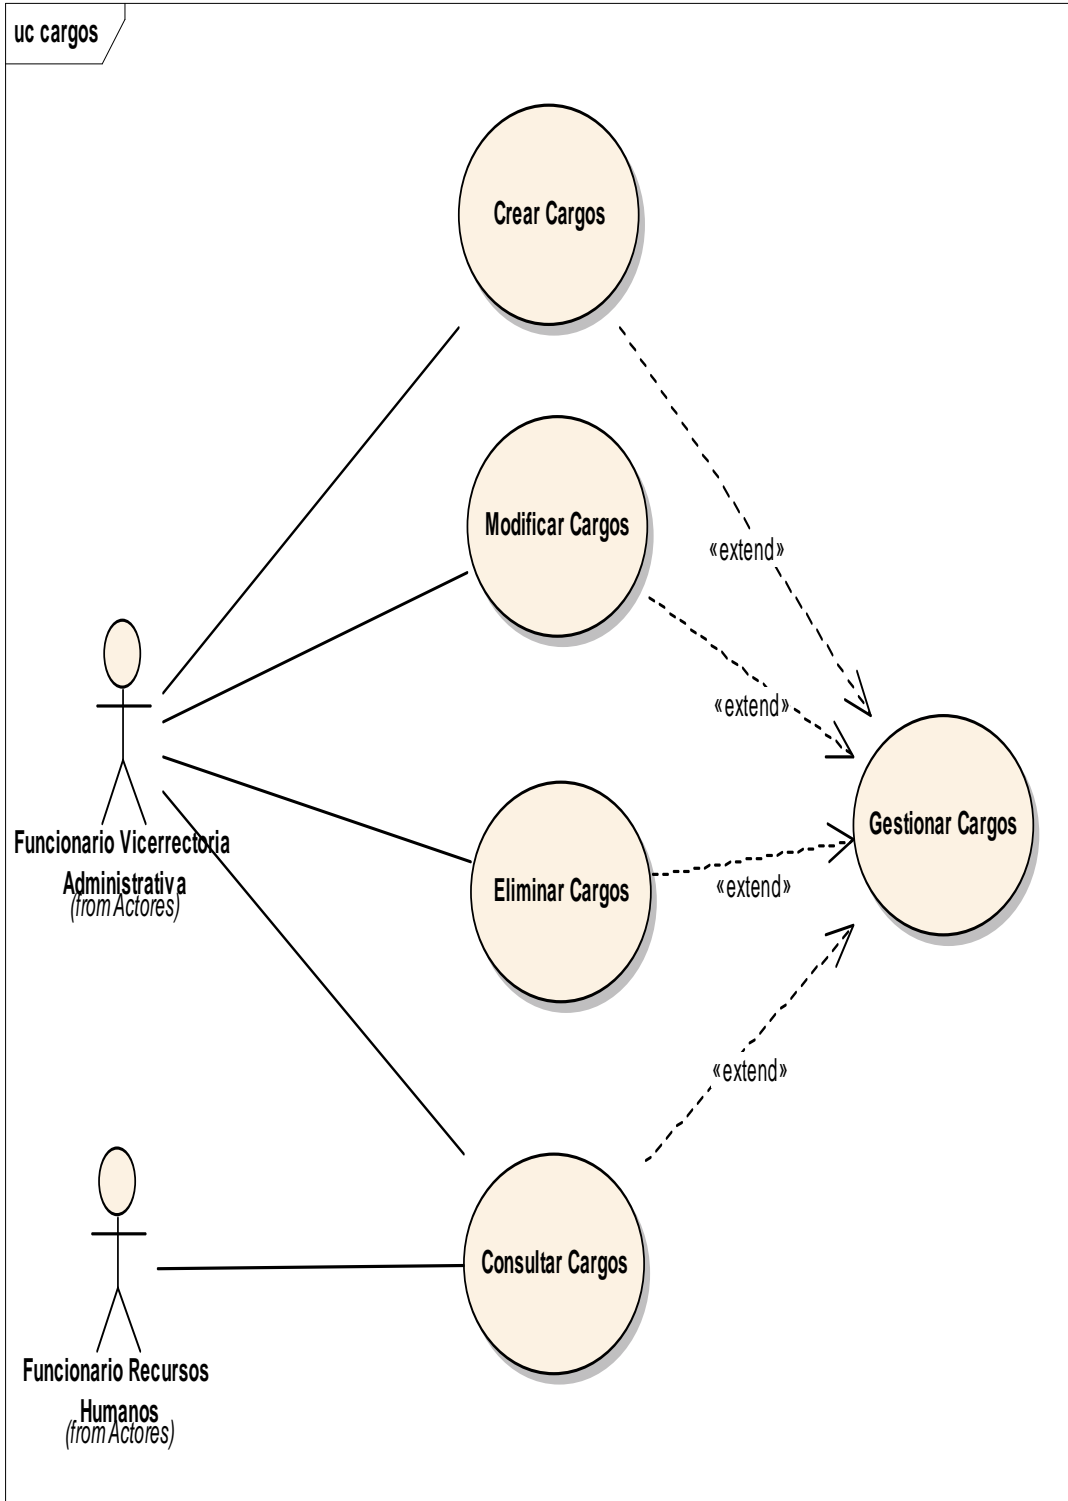 uc cargos
Crear Cargos
Modificar Cargos
«extend»
«extend»
Gestionar Cargos
Funcionario Vicerrectoria
Administrativa
(from Actores)
Eliminar Cargos
«extend»
«extend»
Consultar Cargos
Funcionario Recursos
Humanos
(from Actores)